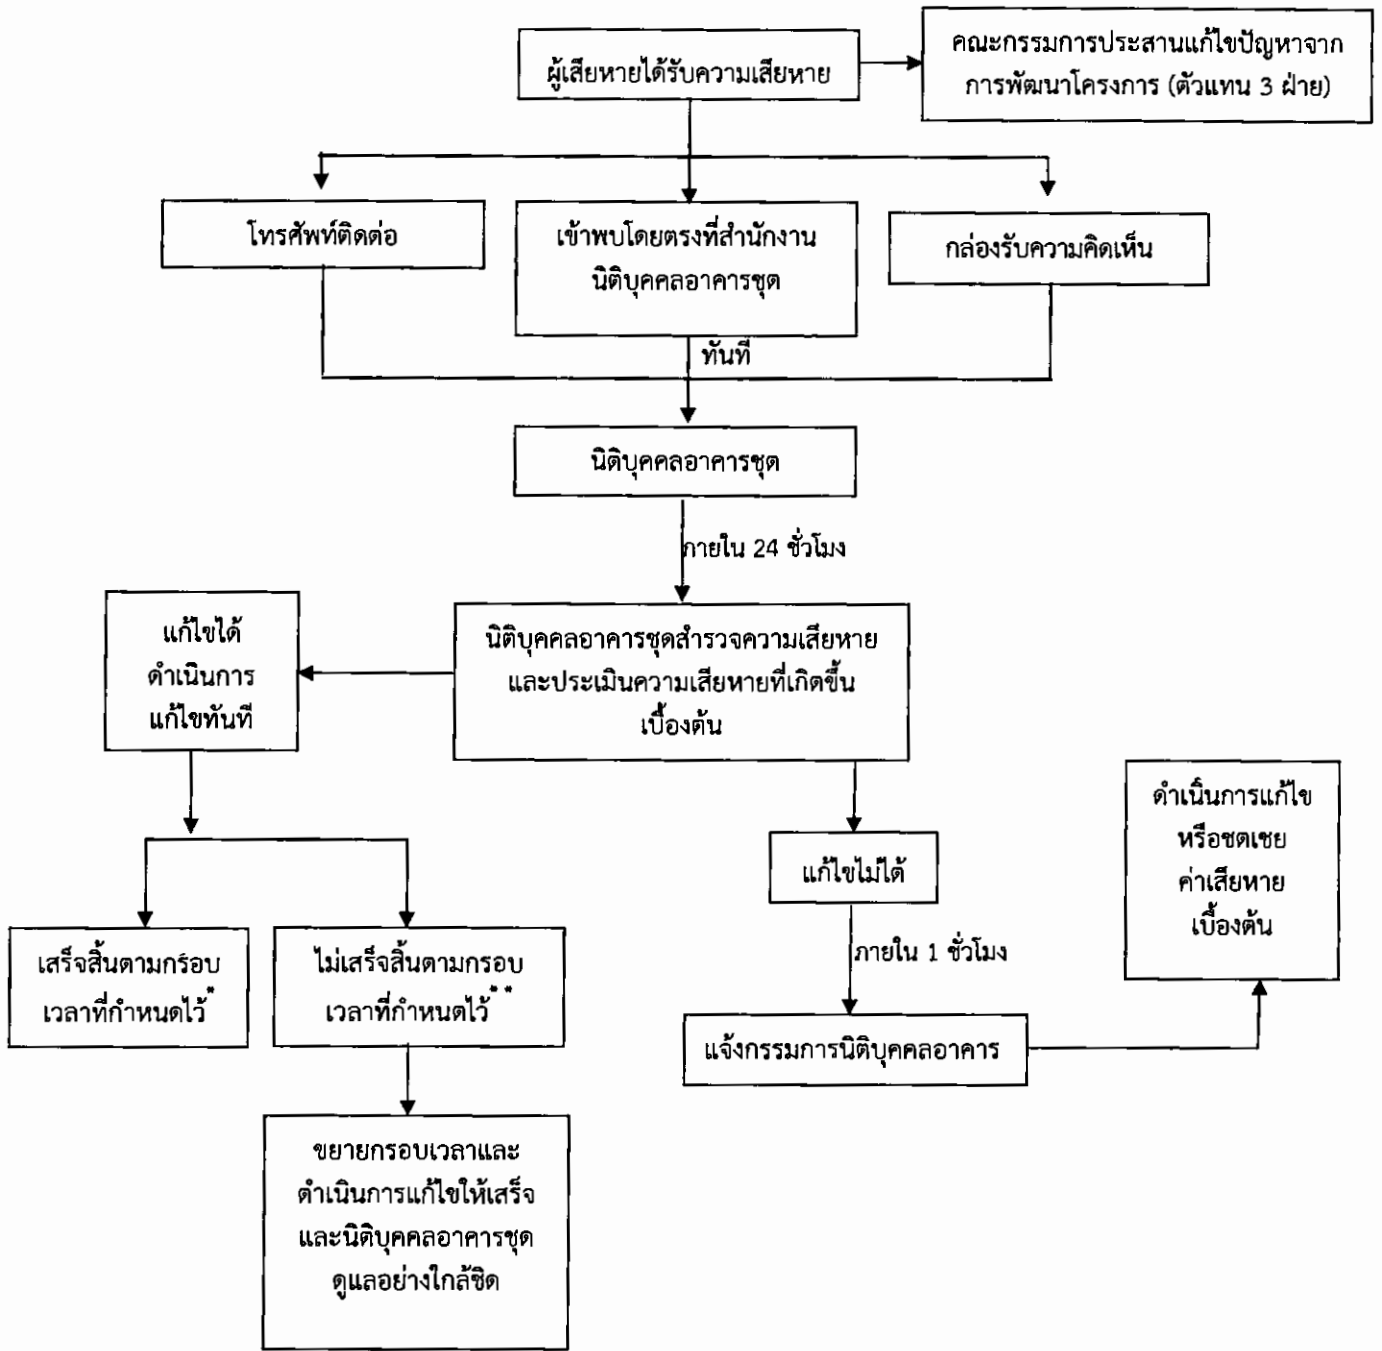 ผู้เสียหายได้รับความเสียหาย
คณะกรรมการประสานแก้ไขปัญหาจาก
การพัฒนาโครงการ (ตัวแทน 3 ฝ่าย)
โทรศัพท์ติดต่อ
เข้าพบโดยตรงที่สำนักงาน
นิติบุคคลอาคารชุด
กล่องรับความคิดเห็น
ทันที
นิติบุคคลอาคารชุด
ภายใน 24 ชั่วโมง
นิติบุคคลอาคารชุดสำรวจความเสียหาย
และประเมินความเสียหายที่เกิดขึ้น
เบื้องต้น
แก้ไขได้
ดำเนินการ
แก้ไขทันที
แก้ไขไม่ได้
ภายใน 1 ชั่วโมง
แจ้งกรรมการนิติบุคคลอาคาร
ดำเนินการแก้ไข
หรือชดเชย
ค่าเสียหาย
เบื้องต้น
เสร็จสิ้นตามกรอบ
เวลาที่กำหนดไว้*
ไม่เสร็จสิ้นตามกรอบ
เวลาที่กำหนดไว้**
ขยายกรอบเวลาและ
ดำเนินการแก้ไขให้เสร็จ
และนิติบุคคลอาคารชุด
ดูแลอย่างใกล้ชิด